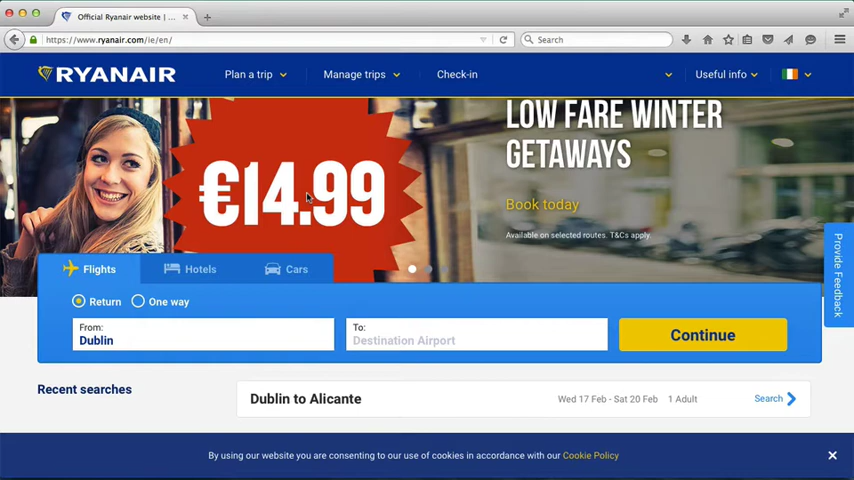 Official Ryanair website | ...
https://www.ryanair.com/ie/en/
Search
RYANAIR
Plan a trip
Manage trips
Check-in
Useful info
€14.99
LOW FARE WINTER
GETAWAYS
Book today
Available on selected routes. T&Cs apply.
Provide Feedback
Flights
Hotels
Cars
Return
One way
From:
Dublin
To:
Destination Airport
Continue
Recent searches
Dublin to Alicante
Wed 17 Feb - Sat 20 Feb
1 Adult
Search
By using our website you are consenting to our use of cookies in accordance with our Cookie Policy